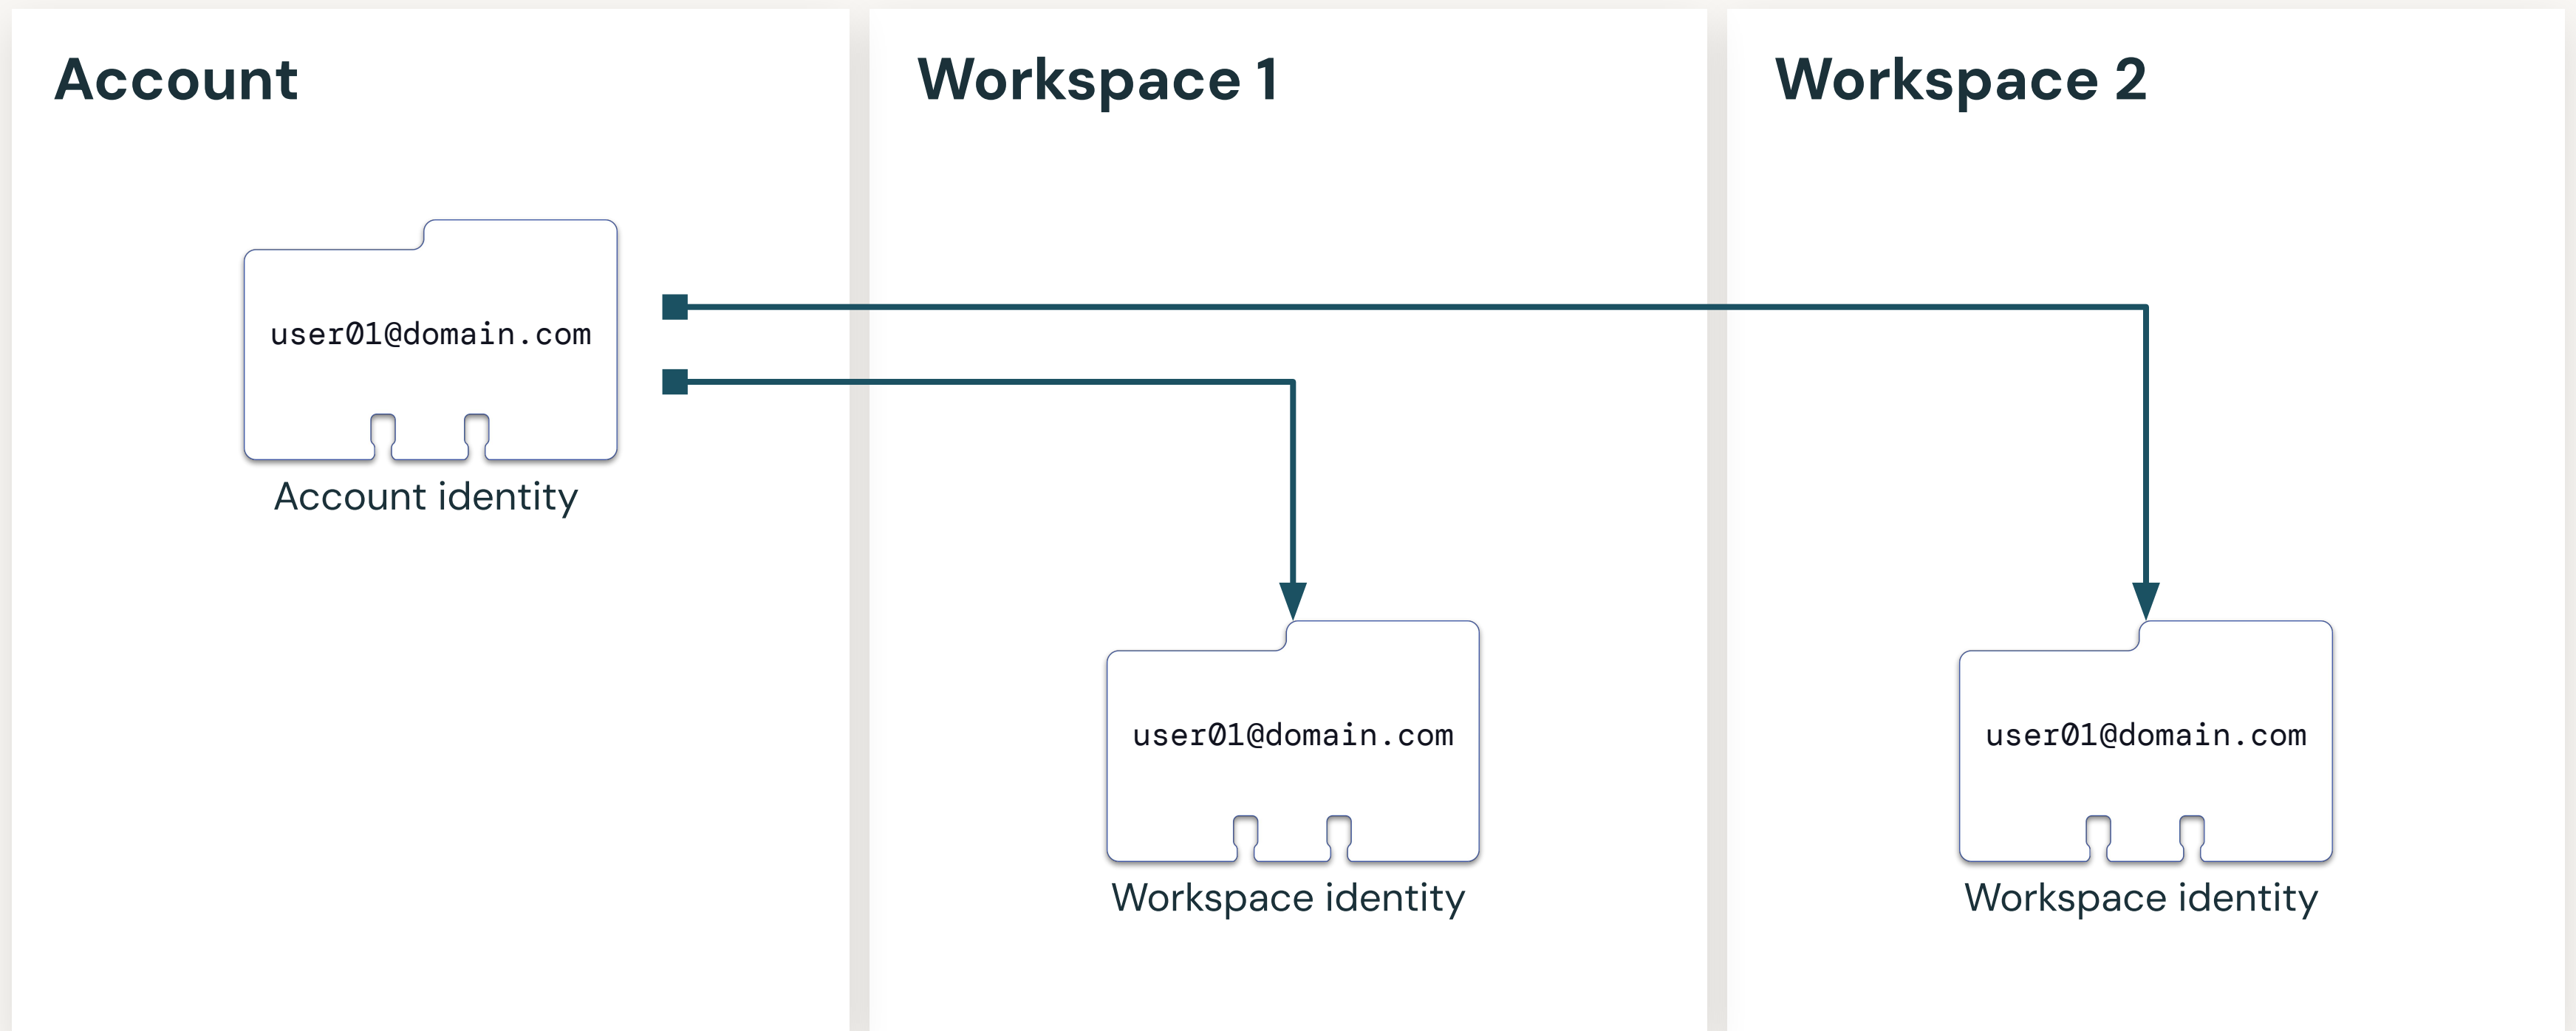 Account
Workspace 1
Workspace 2
user01@domain.com
Account identity
user01@domain.com
Workspace identity
user01@domain.com
Workspace identity